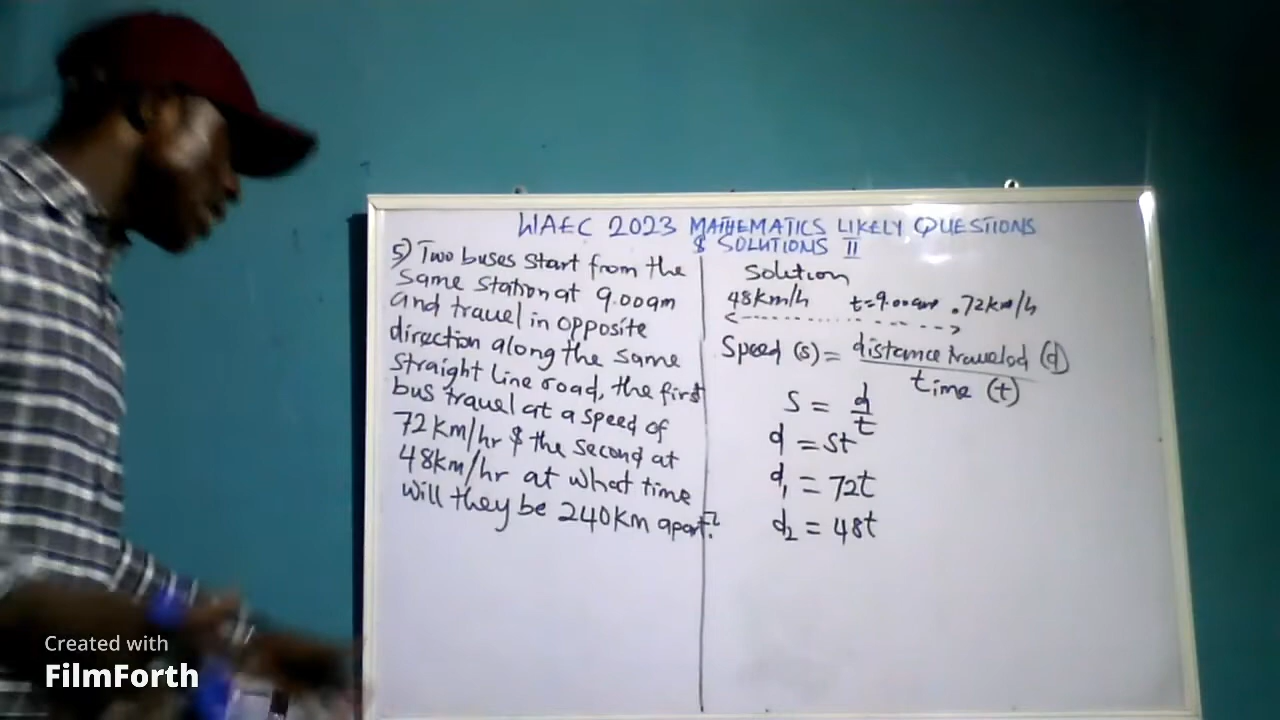 WAEC 2023 MATHEMATICS LIKELY QUESTIONS
& SOLUTIONS II
5) Two buses start from the
same station at 9.00am
and travel in opposite
direction along the same
straight line road, the first
bus travel at a speed of
72km/hr & the second at
48km/hr at what time
will they be 240km apart?
Solution
48km/h t=9.00am 72km/h
Speed (s) = distance traveled (d)
time (t)
s = d
t
d = st
d1 = 72t
d2 = 48t
Created with
FilmForth